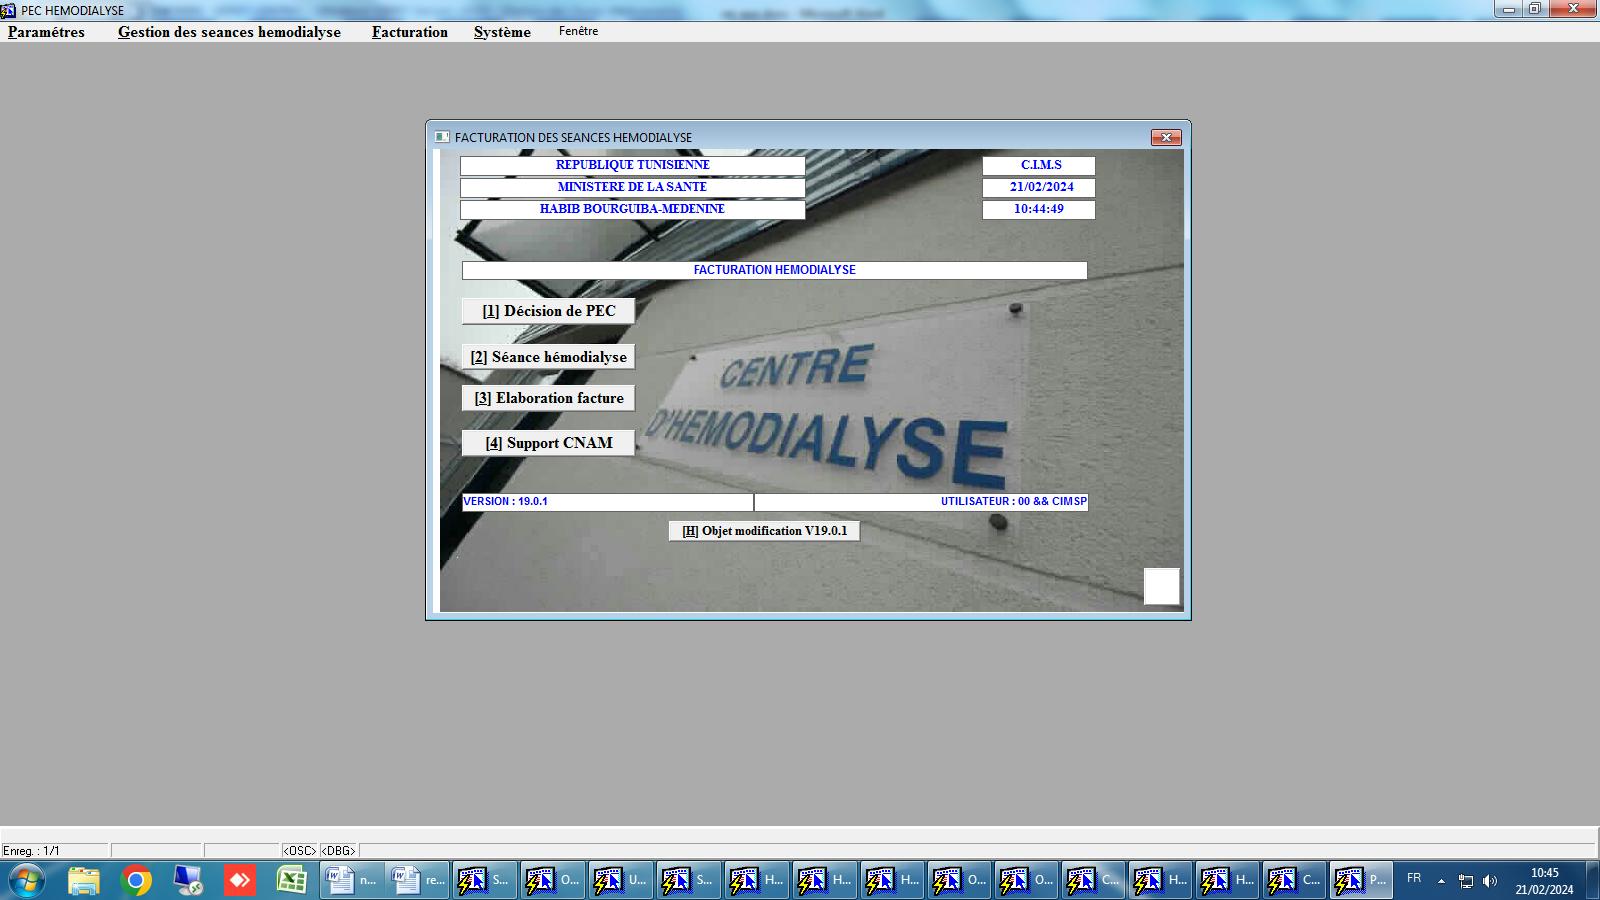 PEC HEMODIALYSE
Paramétres Gestion des seances hemodialyse Facturation Système Fenêtre
FACTURATION DES SEANCES HEMODIALYSE
REPUBLIQUE TUNISIENNE C.I.M.S
MINISTERE DE LA SANTE 21/02/2024
HABIB BOURGUIBA-MEDENINE 10:44:49
FACTURATION HEMODIALYSE
[1] Décision de PEC
[2] Séance hémodialyse
[3] Elaboration facture
[4] Support CNAM
CENTRE
D'HEMODIALYSE
VERSION : 19.0.1 UTILISATEUR : 00 && CIMSP
[H] Objet modification V19.0.1
Enreg. : 1/1 <OSC> <DBG>
n... re... S... O... U... S... H... H... H... O... O... C... H... H... C... P... FR 10:45
21/02/2024